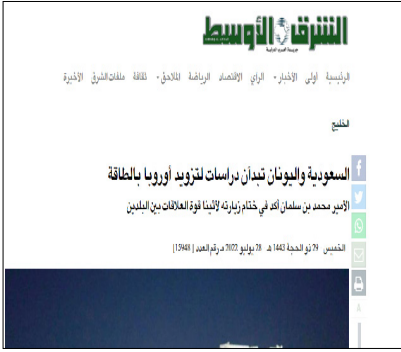 الشرق الأوسط
جريدة العرب الدولية
الرئيسية أولى الأخبار الرأي الاقتصاد الرياضة الملاحق ثقافة ملفات الشرق الأخيرة
الخليج
السعودية واليونان تبدآن دراسات لتزويد أوروبا بالطاقة
الأمير محمد بن سلمان أكد في ختام زيارته لأثينا قوة العلاقات بين البلدين
الخميس - 29 ذو الحجة 1443 هـ - 28 يوليو 2022 مـ رقم العدد [15948]
A